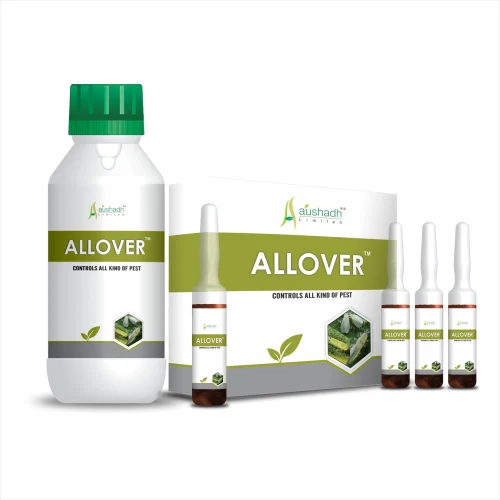 aushadh
Limited
ALLOVER™
CONTROLS ALL KIND OF PEST
aushadh
Limited
ALLOVER™
CONTROLS ALL KIND OF PEST
ALLOVER
ALLOVER
ALLOVER
ALLOVER